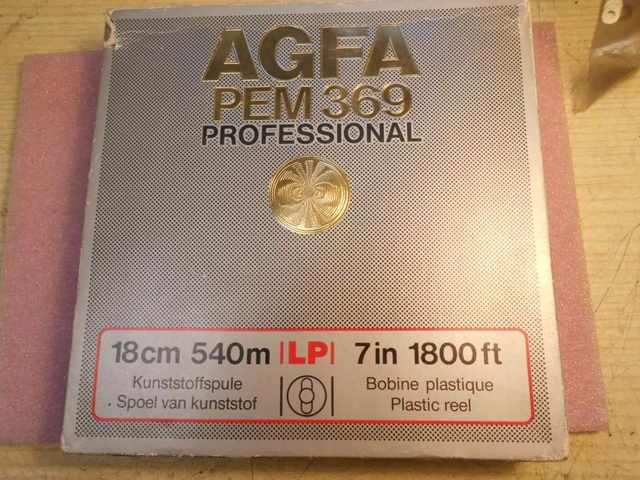 AGFA
PEM 369
PROFESSIONAL
18cm 540m |LP| 7in 1800ft
Kunststoffspule Bobine plastique
Spoel van kunststof Plastic reel